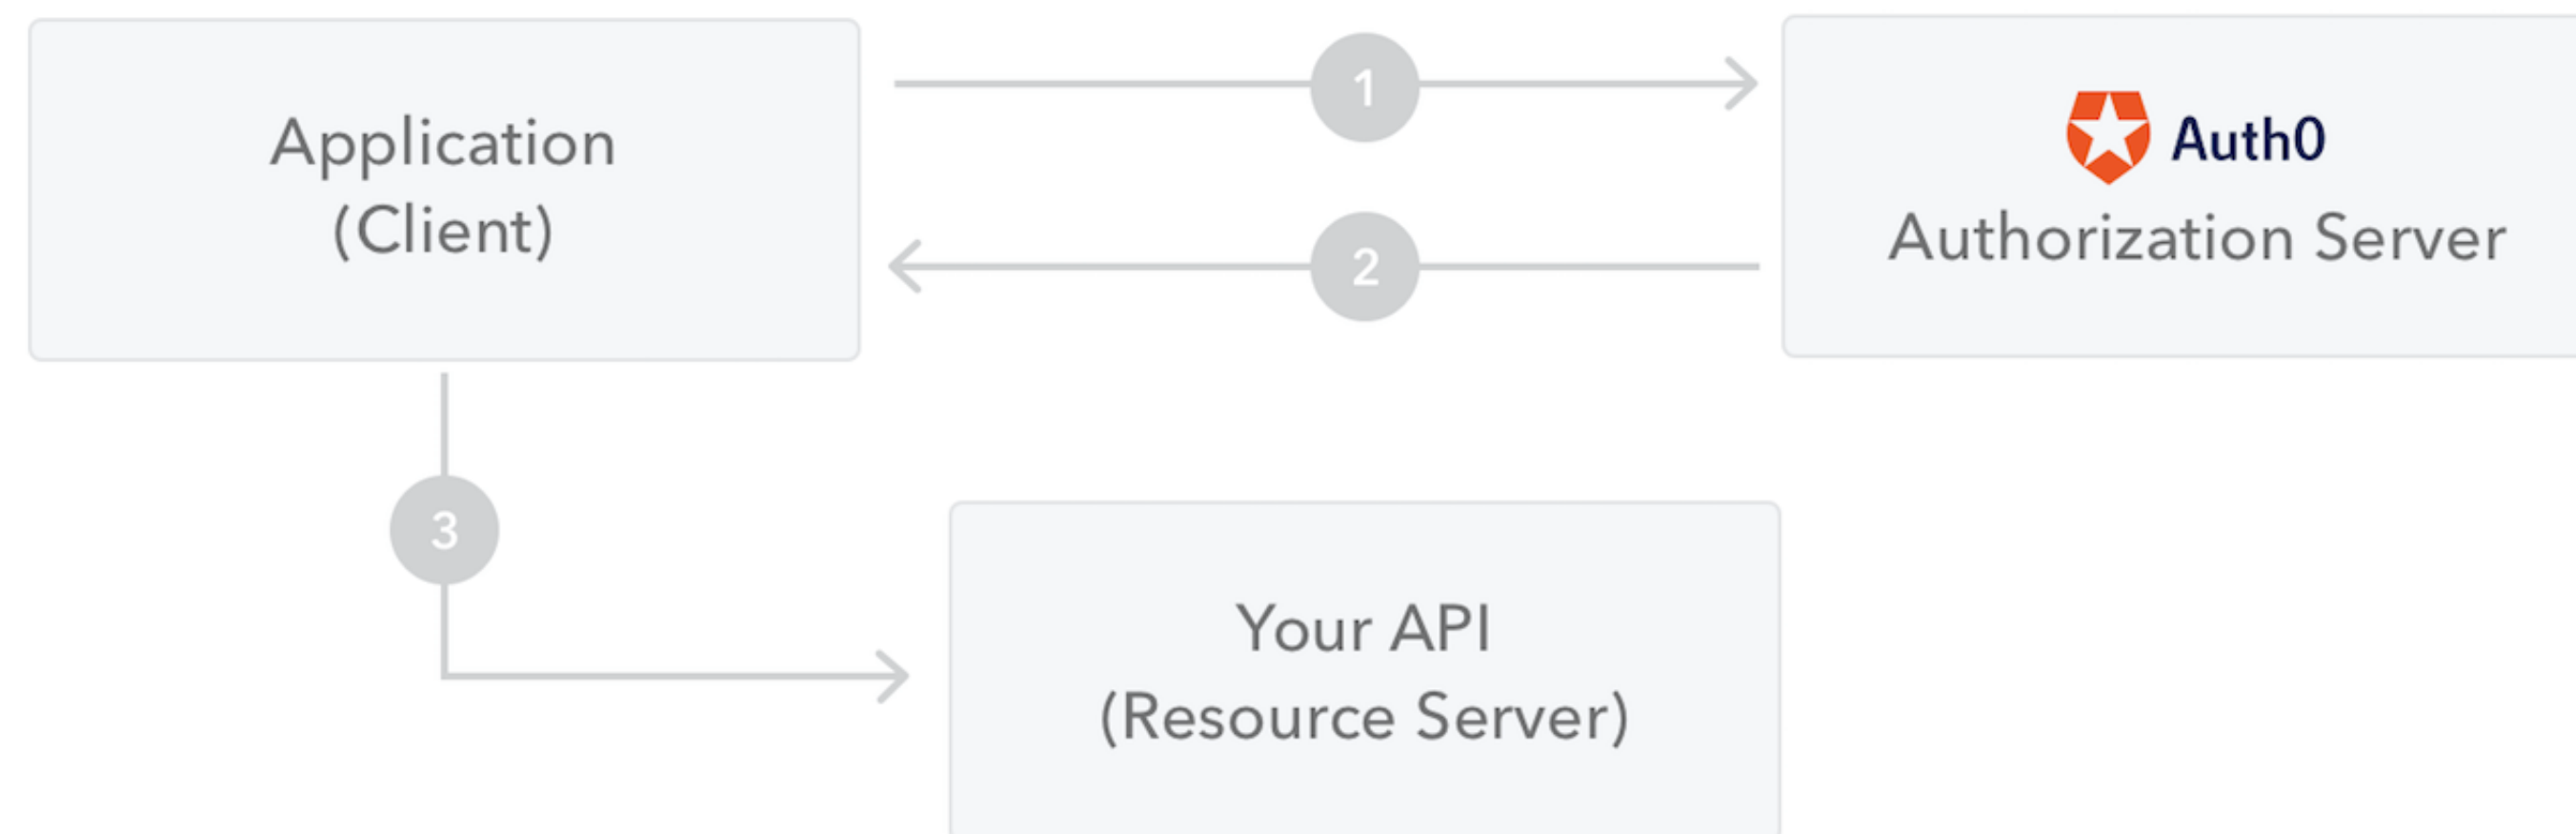 Application
(Client)
1
2
Auth0
Authorization Server
3
Your API
(Resource Server)